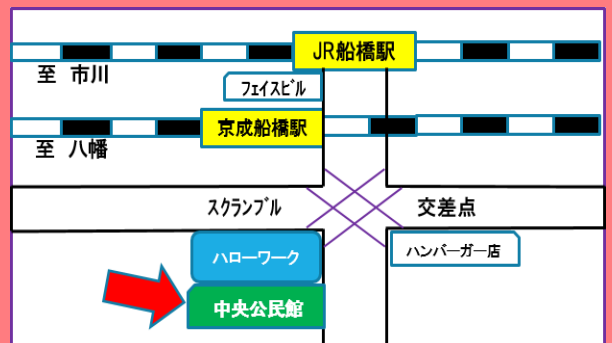 JR船橋駅
至 市川
フェイスビル
京成船橋駅
至 八幡
スクランブル 交差点
ハローワーク
ハンバーガー店
中央公民館